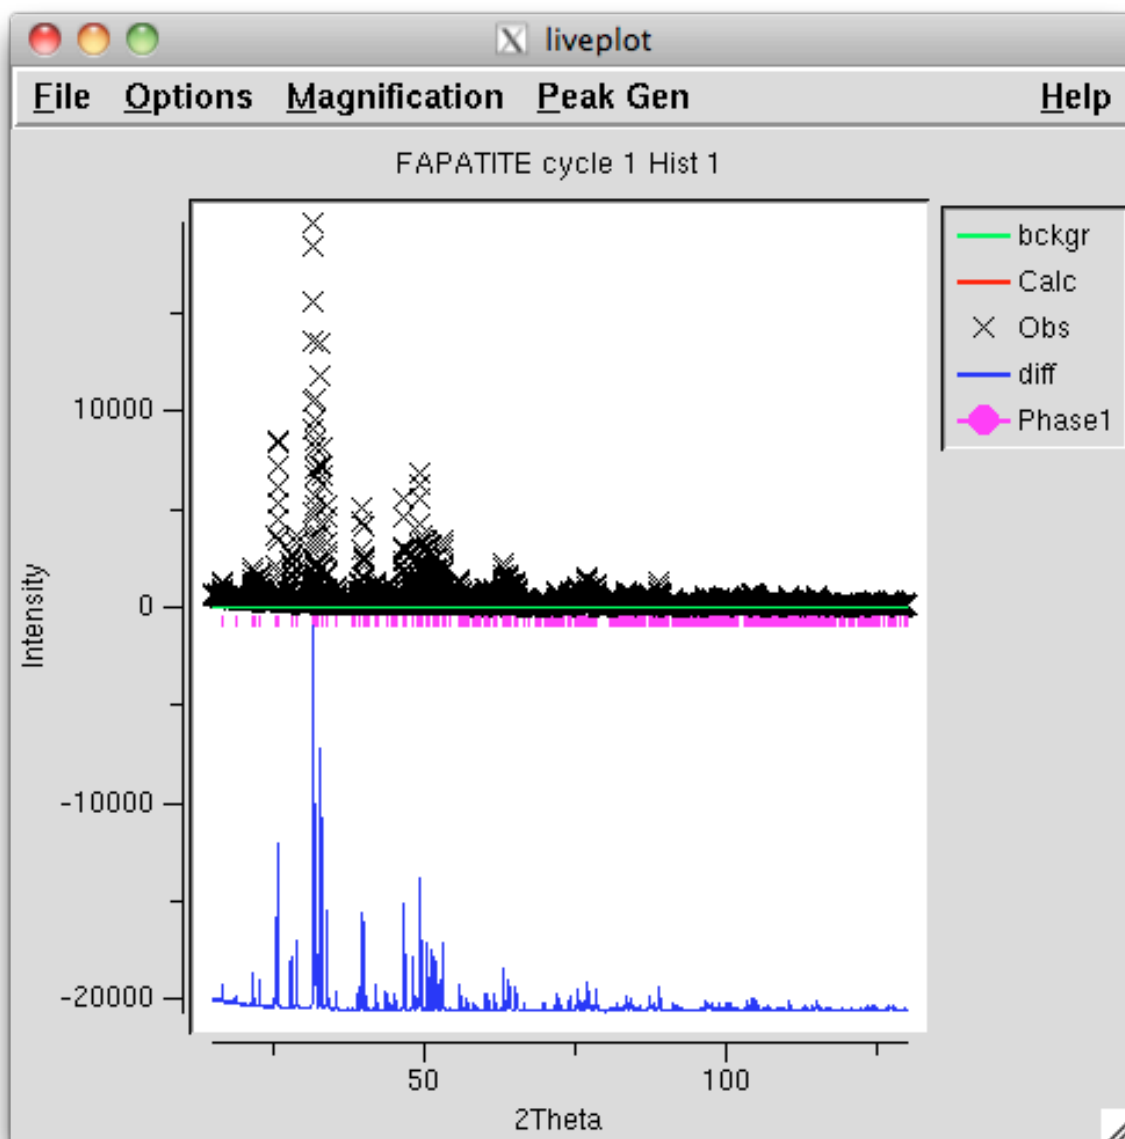 X liveplot
File Options Magnification Peak Gen Help
FAPATITE cycle 1 Hist 1
bckgr
Calc
Obs
diff
Phase1
10000
0
-10000
-20000
Intensity
50 100
2Theta